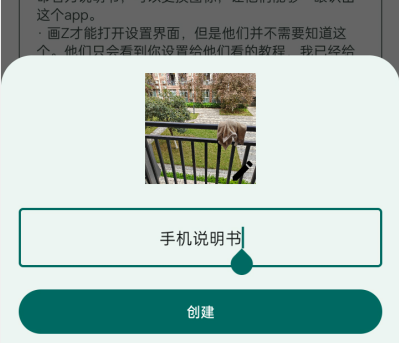 这个app。
· 画Z才能打开设置界面，但是他们并不需要知道这
个。他们只会看到你设置给他们看的教程，我已经给
手机说明书
创建